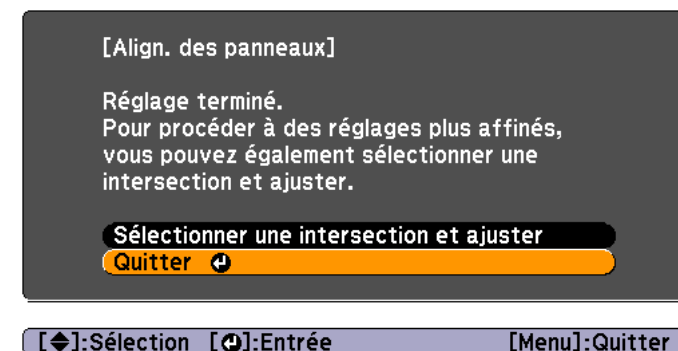 [Align. des panneaux]
Réglage terminé.
Pour procéder à des réglages plus affinés,
vous pouvez également sélectionner une
intersection et ajuster.
Sélectionner une intersection et ajuster
Quitter
[◆]:Sélection [↵]:Entrée [Menu]:Quitter